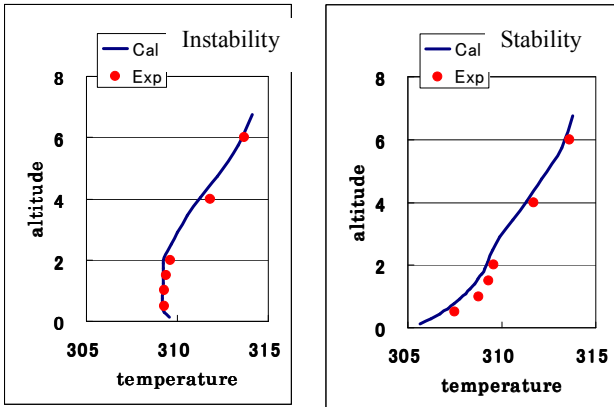 Instability
Cal
Exp
8
6
4
2
0
altitude
305 310 315
temperature
Stability
Cal
Exp
8
6
4
2
0
altitude
305 310 315
temperature